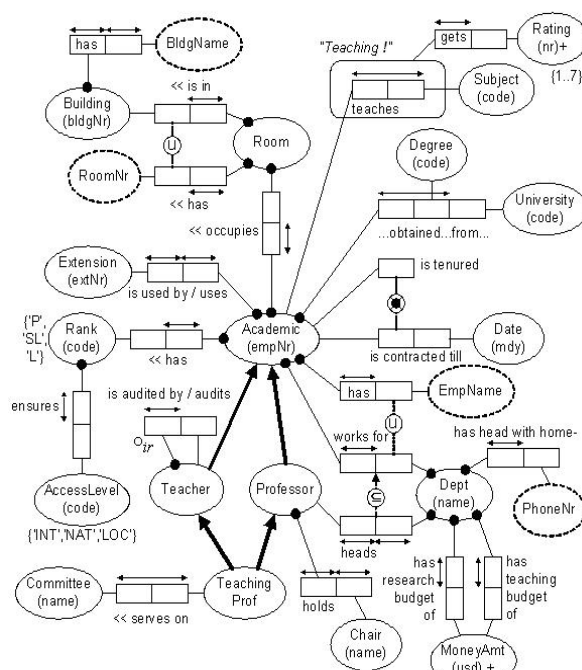 has
BldgName
<< is in
Building
(bldgNr)
U
Room
RoomNr
<< has
<< occupies
"Teaching !"
gets
Rating
(nr)+
{1..7}
Subject
(code)
teaches
Degree
(code)
University
(code)
...obtained...from...
is tenured
Extension
(extNr)
is used by / uses
{'P',
'SL',
'L'}
Rank
(code)
<< has
Academic
(empNr)
Date
(mdy)
is contracted till
ensures
is audited by / audits
has
EmpName
U
AccessLevel
(code)
{'INT','NAT','LOC'}
Oir
Teacher
Professor
works for
has head with home-
Dept
(name)
PhoneNr
⊆
heads
Committee
(name)
<< serves on
Teaching
Prof
holds
Chair
(name)
has
research
budget
of
has
teaching
budget
of
MoneyAmt
(usd) +